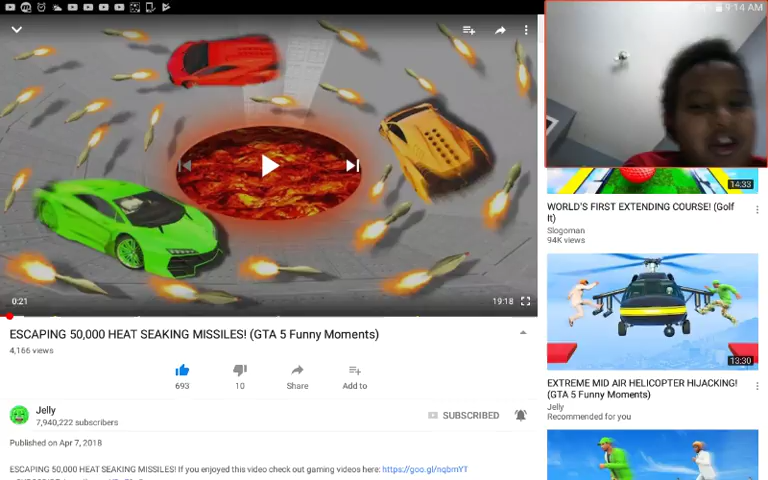 9:14 AM
0:21
19:18
ESCAPING 50,000 HEAT SEAKING MISSILES! (GTA 5 Funny Moments)
4,166 views
693
10
Share
Add to
Jelly
7,940,222 subscribers
SUBSCRIBED
Published on Apr 7, 2018
ESCAPING 50,000 HEAT SEAKING MISSILES! If you enjoyed this video check out gaming videos here: https://goo.gl/nqbmYT
14:33
WORLD'S FIRST EXTENDING COURSE! (Golf
It)
Slogoman
94K views
13:30
EXTREME MID AIR HELICOPTER HIJACKING!
(GTA 5 Funny Moments)
Jelly
Recommended for you